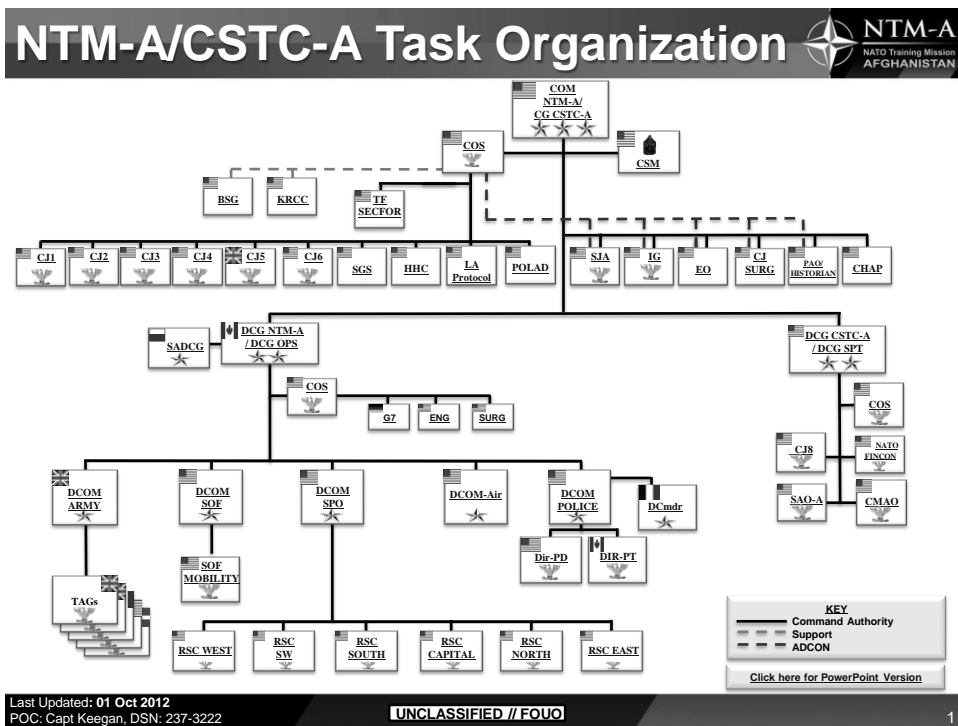 NTM-A/CSTC-A Task Organization
NTM-A
NATO Training Mission
AFGHANISTAN
COM
NTM-A/
CG CSTC-A
COS
CSM
BSG
KRCC
TF
SECFOR
CJ1
CJ2
CJ3
CJ4
CJ5
CJ6
SGS
HHC
LA
Protocol
POLAD
SJA
IG
EO
CJ
SURG
PAO/
HISTORIAN
CHAP
SADCG
DCG NTM-A
/ DCG OPS
DCG CSTC-A
/ DCG SPT
COS
G7
ENG
SURG
COS
CJ8
NATO
FINCON
SAO-A
CMAO
DCOM
ARMY
DCOM
SOF
DCOM
SPO
DCOM-Air
DCOM
POLICE
DCmdr
SOF
MOBILITY
Dir-PD
DIR-PT
TAGs
RSC WEST
RSC
SW
RSC
SOUTH
RSC
CAPITAL
RSC
NORTH
RSC EAST
KEY
Command Authority
Support
ADCON
Click here for PowerPoint Version
Last Updated: 01 Oct 2012
POC: Capt Keegan, DSN: 237-3222
UNCLASSIFIED // FOUO
1